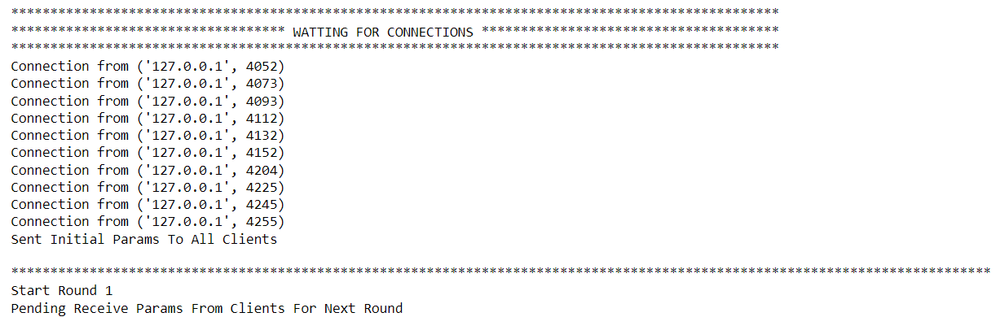 **************************************************************************************************
*********************************** WATTING FOR CONNECTIONS **************************************
**************************************************************************************************
Connection from ('127.0.0.1', 4052)
Connection from ('127.0.0.1', 4073)
Connection from ('127.0.0.1', 4093)
Connection from ('127.0.0.1', 4112)
Connection from ('127.0.0.1', 4132)
Connection from ('127.0.0.1', 4152)
Connection from ('127.0.0.1', 4204)
Connection from ('127.0.0.1', 4225)
Connection from ('127.0.0.1', 4245)
Connection from ('127.0.0.1', 4255)
Sent Initial Params To All Clients
*****************************************************************************************************************************
Start Round 1
Pending Receive Params From Clients For Next Round